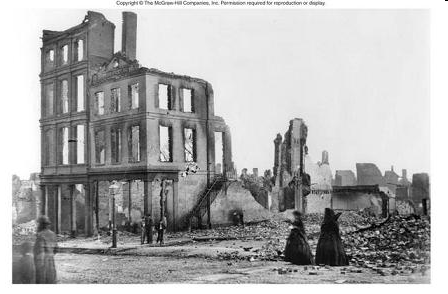 Copyright © The McGraw-Hill Companies, Inc. Permission required for reproduction or display